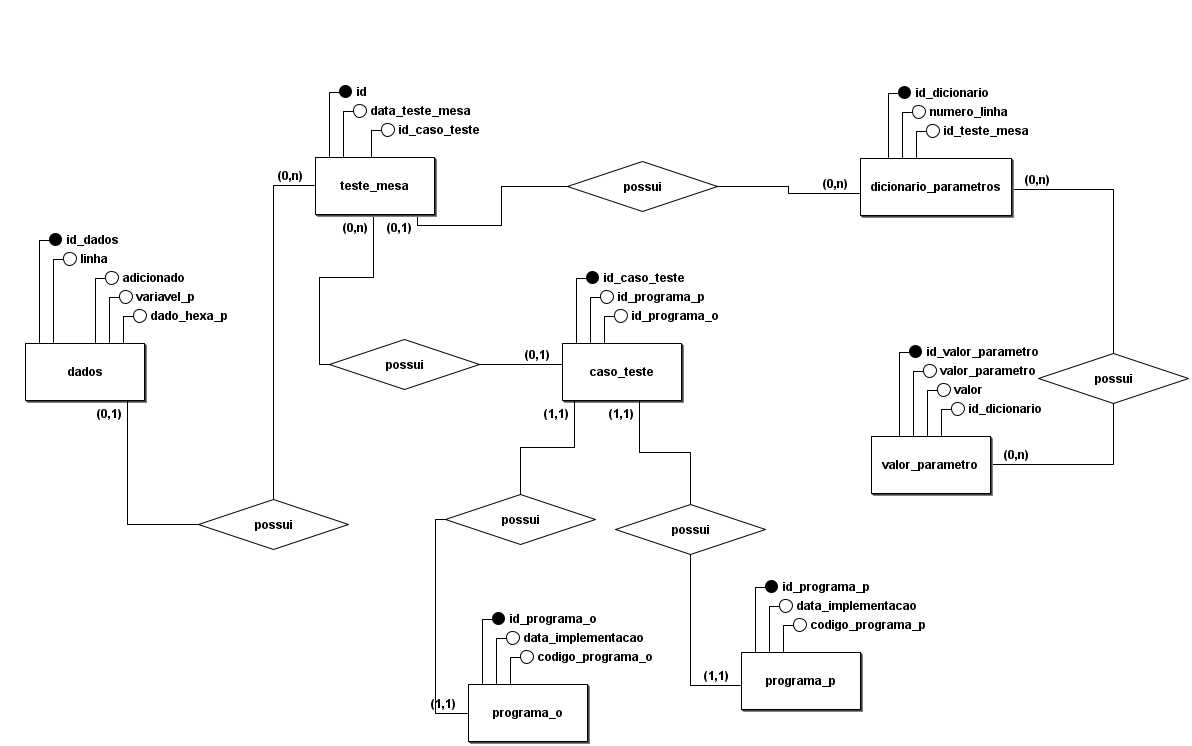 id
data_teste_mesa
id_caso_teste
teste_mesa
(0,n)
(0,n)
(0,1)
possui
(0,n)
id_dicionario
numero_linha
id_teste_mesa
dicionario_parametros
(0,n)
id_dados
linha
adicionado
variavel_p
dado_hexa_p
dados
(0,1)
possui
possui
(0,1)
id_caso_teste
id_programa_p
id_programa_o
caso_teste
(1,1)
(1,1)
id_valor_parametro
valor_parametro
valor
id_dicionario
valor_parametro
(0,n)
possui
possui
possui
id_programa_o
data_implementacao
codigo_programa_o
(1,1)
programa_o
id_programa_p
data_implementacao
codigo_programa_p
(1,1)
programa_p